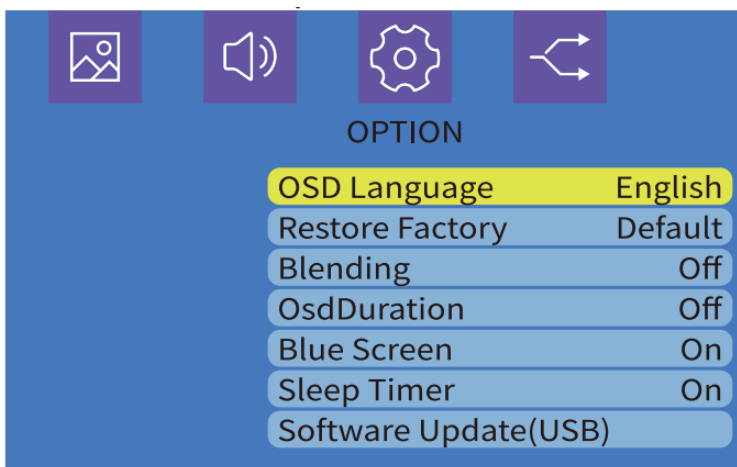 OPTION
OSD Language English
Restore Factory Default
Blending Off
OsdDuration Off
Blue Screen On
Sleep Timer On
Software Update(USB)